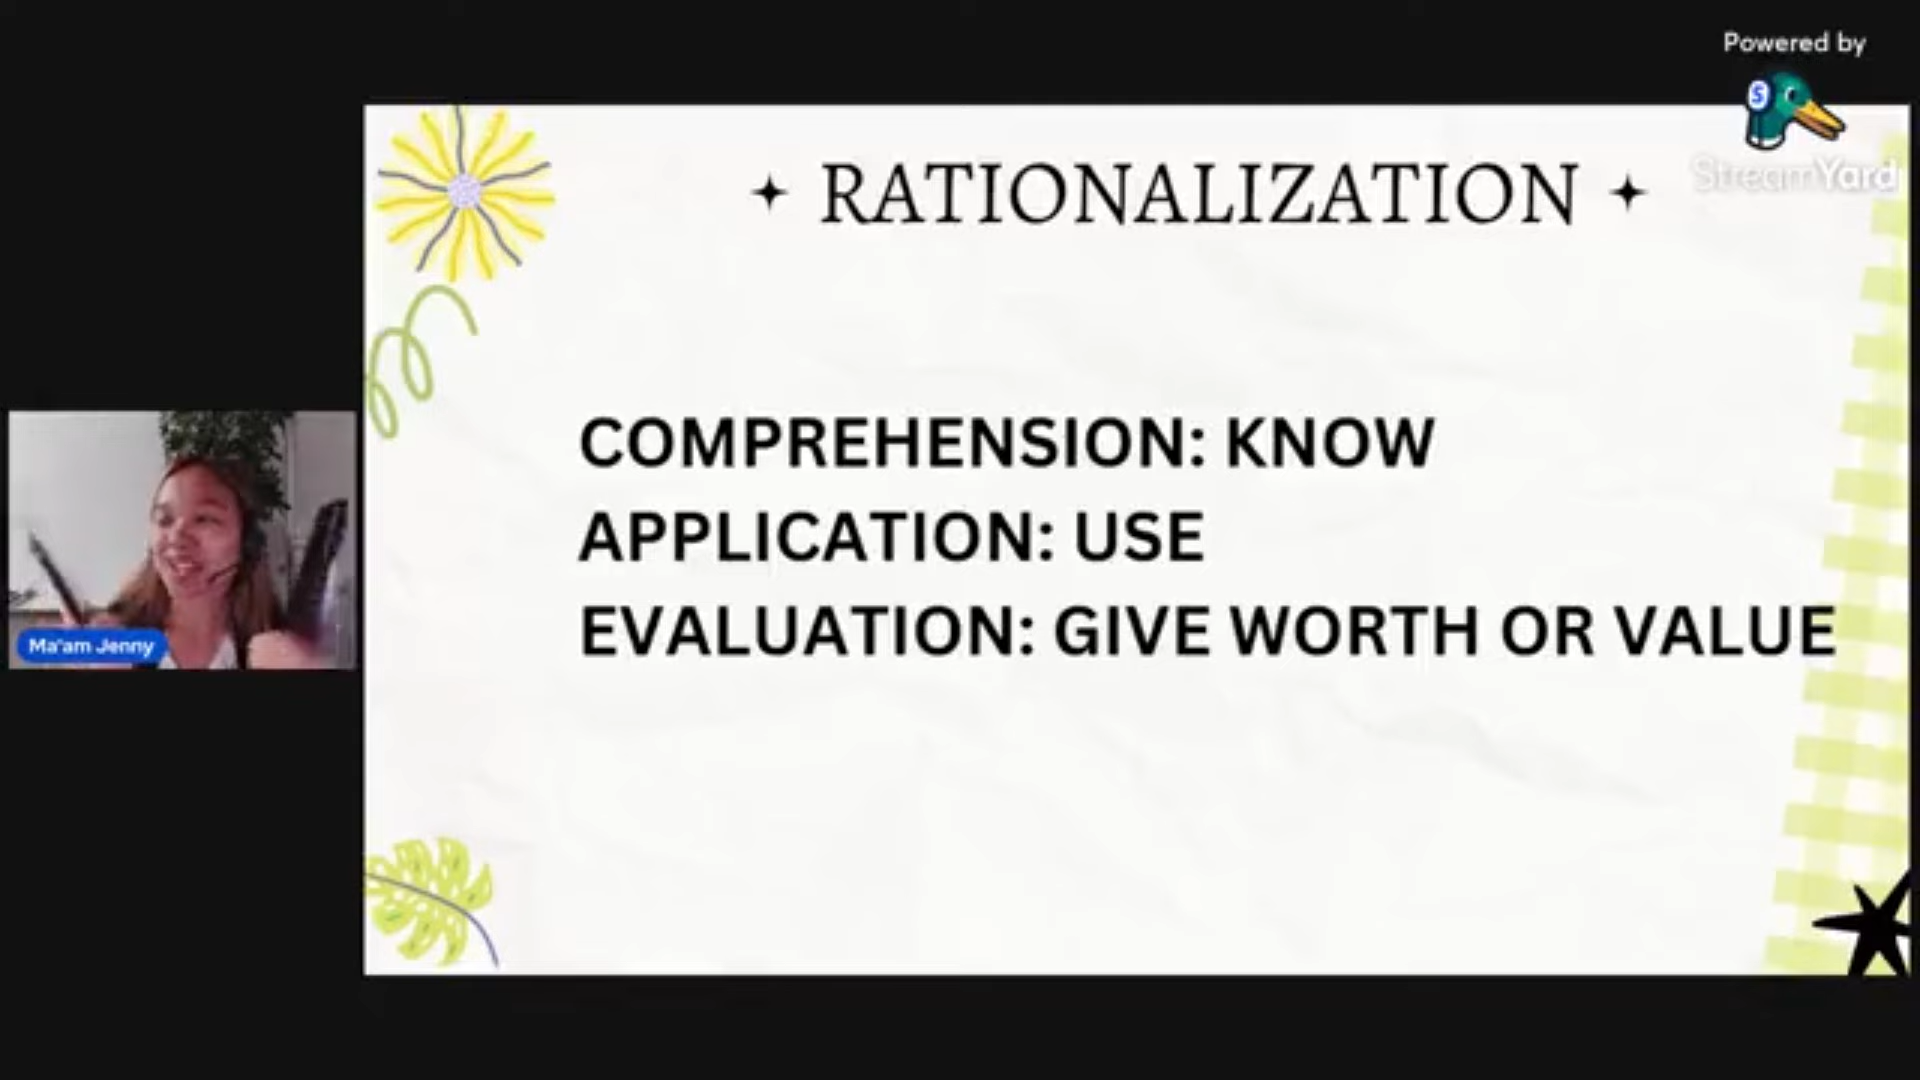 Powered by
S
StreamYard
RATIONALIZATION
COMPREHENSION: KNOW
APPLICATION: USE
EVALUATION: GIVE WORTH OR VALUE
Ma'am Jenny